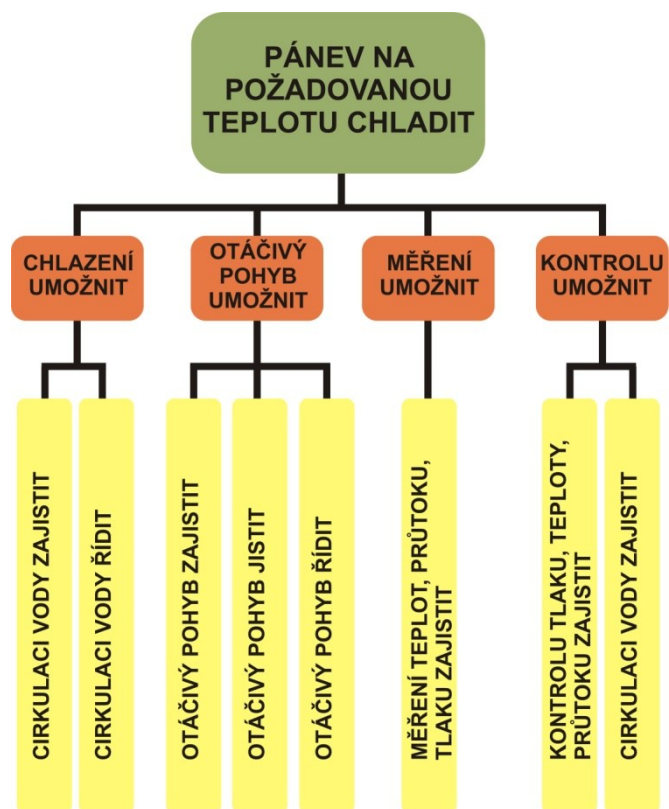 PÁNEV NA
POŽADOVANOU
TEPLOTU CHLADIT
CHLAZENÍ
UMOŽNIT
OTÁČIVÝ
POHYB
UMOŽNIT
MĚŘENÍ
UMOŽNIT
KONTROLU
UMOŽNIT
CIRKULACI VODY ZAJISTIT
CIRKULACI VODY ŘÍDIT
OTÁČIVÝ POHYB ZAJISTIT
OTÁČIVÝ POHYB JISTIT
OTÁČIVÝ POHYB ŘÍDIT
MĚŘENÍ TEPLOT, PRŮTOKU,
TLAKU ZAJISTIT
KONTROLU TLAKU, TEPLOTY,
PRŮTOKU ZAJISTIT
CIRKULACI VODY ZAJISTIT